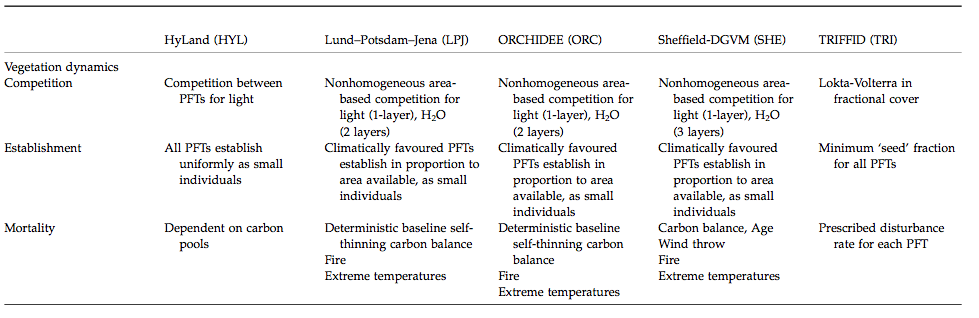 HyLand (HYL) Lund–Potsdam–Jena (LPJ) ORCHIDEE (ORC) Sheffield-DGVM (SHE) TRIFFID (TRI)
Vegetation dynamics
Competition Competition between Nonhomogeneous area- Nonhomogeneous area- Nonhomogeneous area- Lokta-Volterra in
PFTs for light based competition for based competition for based competition for fractional cover
light (1-layer), H₂O light (1-layer), H₂O light (1-layer), H₂O
(2 layers) (2 layers) (3 layers)
Establishment All PFTs establish Climatically favoured PFTs Climatically favoured Climatically favoured Minimum ‘seed’ fraction
uniformly as small establish in proportion to PFTs establish in PFTs establish in for all PFTs
individuals area available, as small proportion to area proportion to area
individuals available, as small available, as small
individuals individuals
Mortality Dependent on carbon Deterministic baseline self- Deterministic baseline Carbon balance, Age Prescribed disturbance
pools thinning carbon balance self-thinning carbon Wind throw rate for each PFT
Fire balance Fire
Extreme temperatures Fire Extreme temperatures
Extreme temperatures